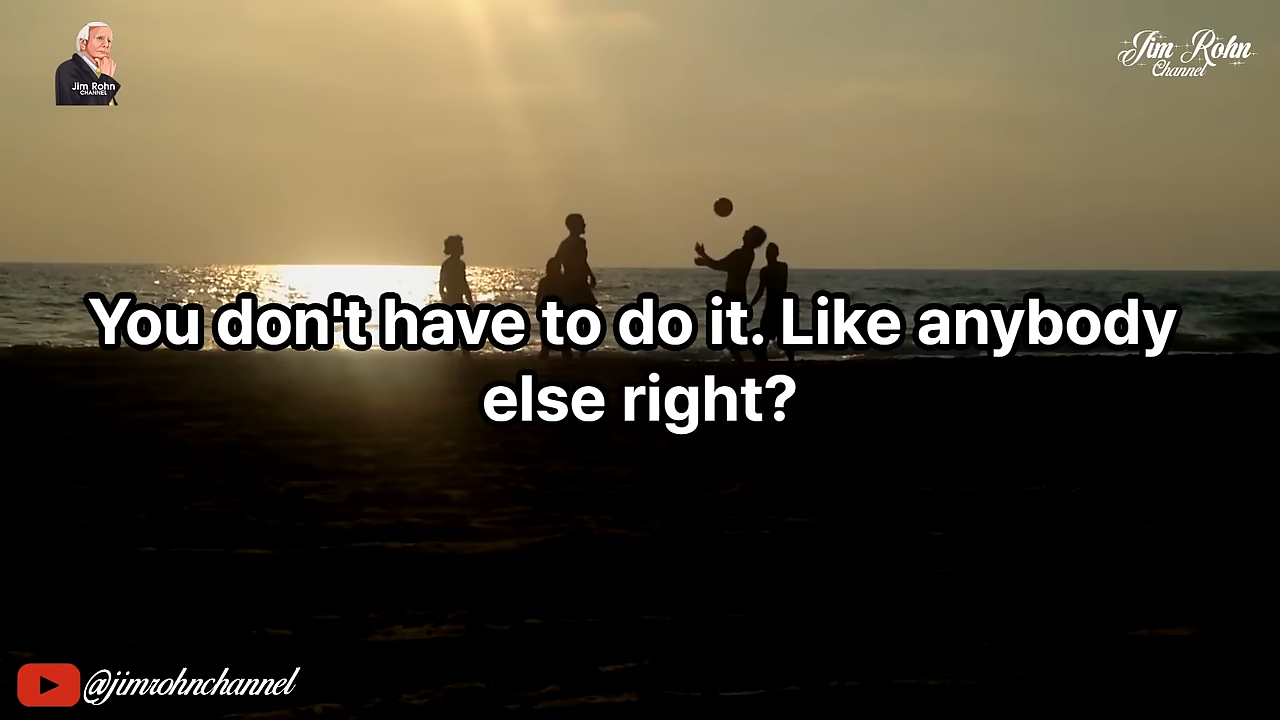 Jim Rohn
CHANNEL
Jim Rohn
Channel
You don't have to do it. Like anybody
else right?
@jimrohnchannel